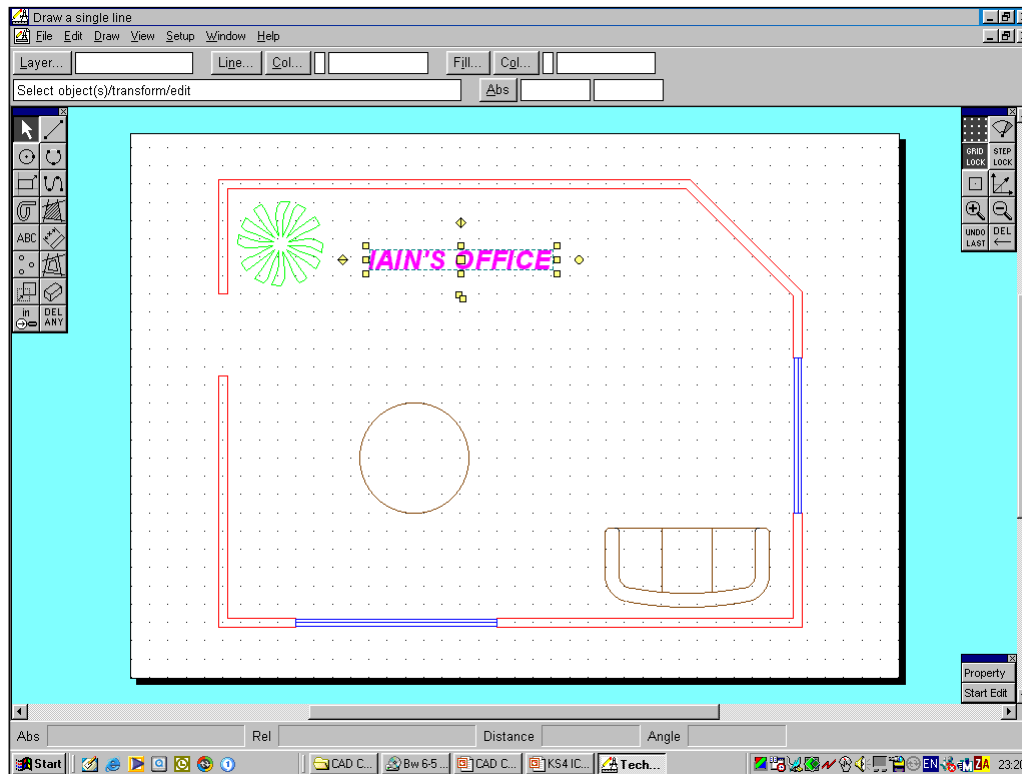 Draw a single line
File Edit Draw View Setup Window Help
Layer... Line... Col... Fill... Col...
Select object(s)/transform/edit Abs
GRID LOCK STEP LOCK
IAIN'S OFFICE
ABC
UNDO LAST DEL
in DEL ANY
Property
Start Edit
Abs Rel Distance Angle
Start CAD C... Bw 6-5... CAD C... KS4 IC... Tech... EN ZA 23:20